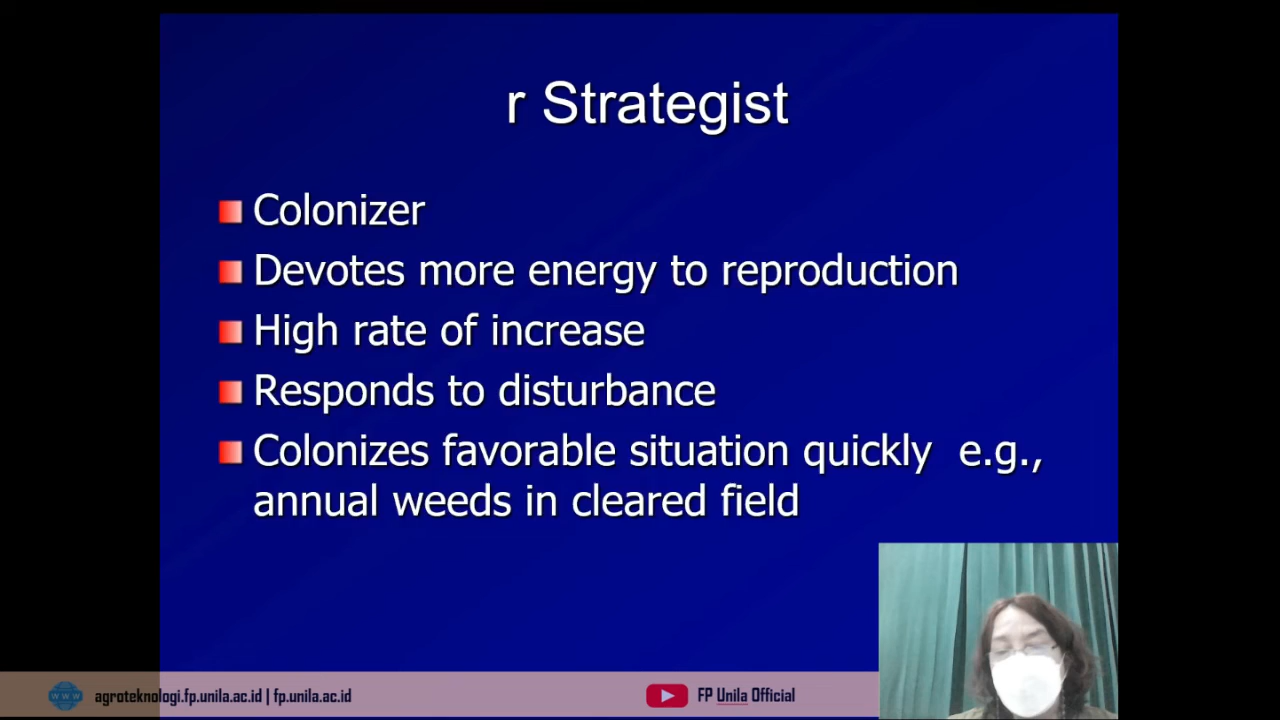 r Strategist
Colonizer
Devotes more energy to reproduction
High rate of increase
Responds to disturbance
Colonizes favorable situation quickly  e.g.,
annual weeds in cleared field
WWW agroteknologi.fp.unila.ac.id | fp.unila.ac.id
FP Unila Official